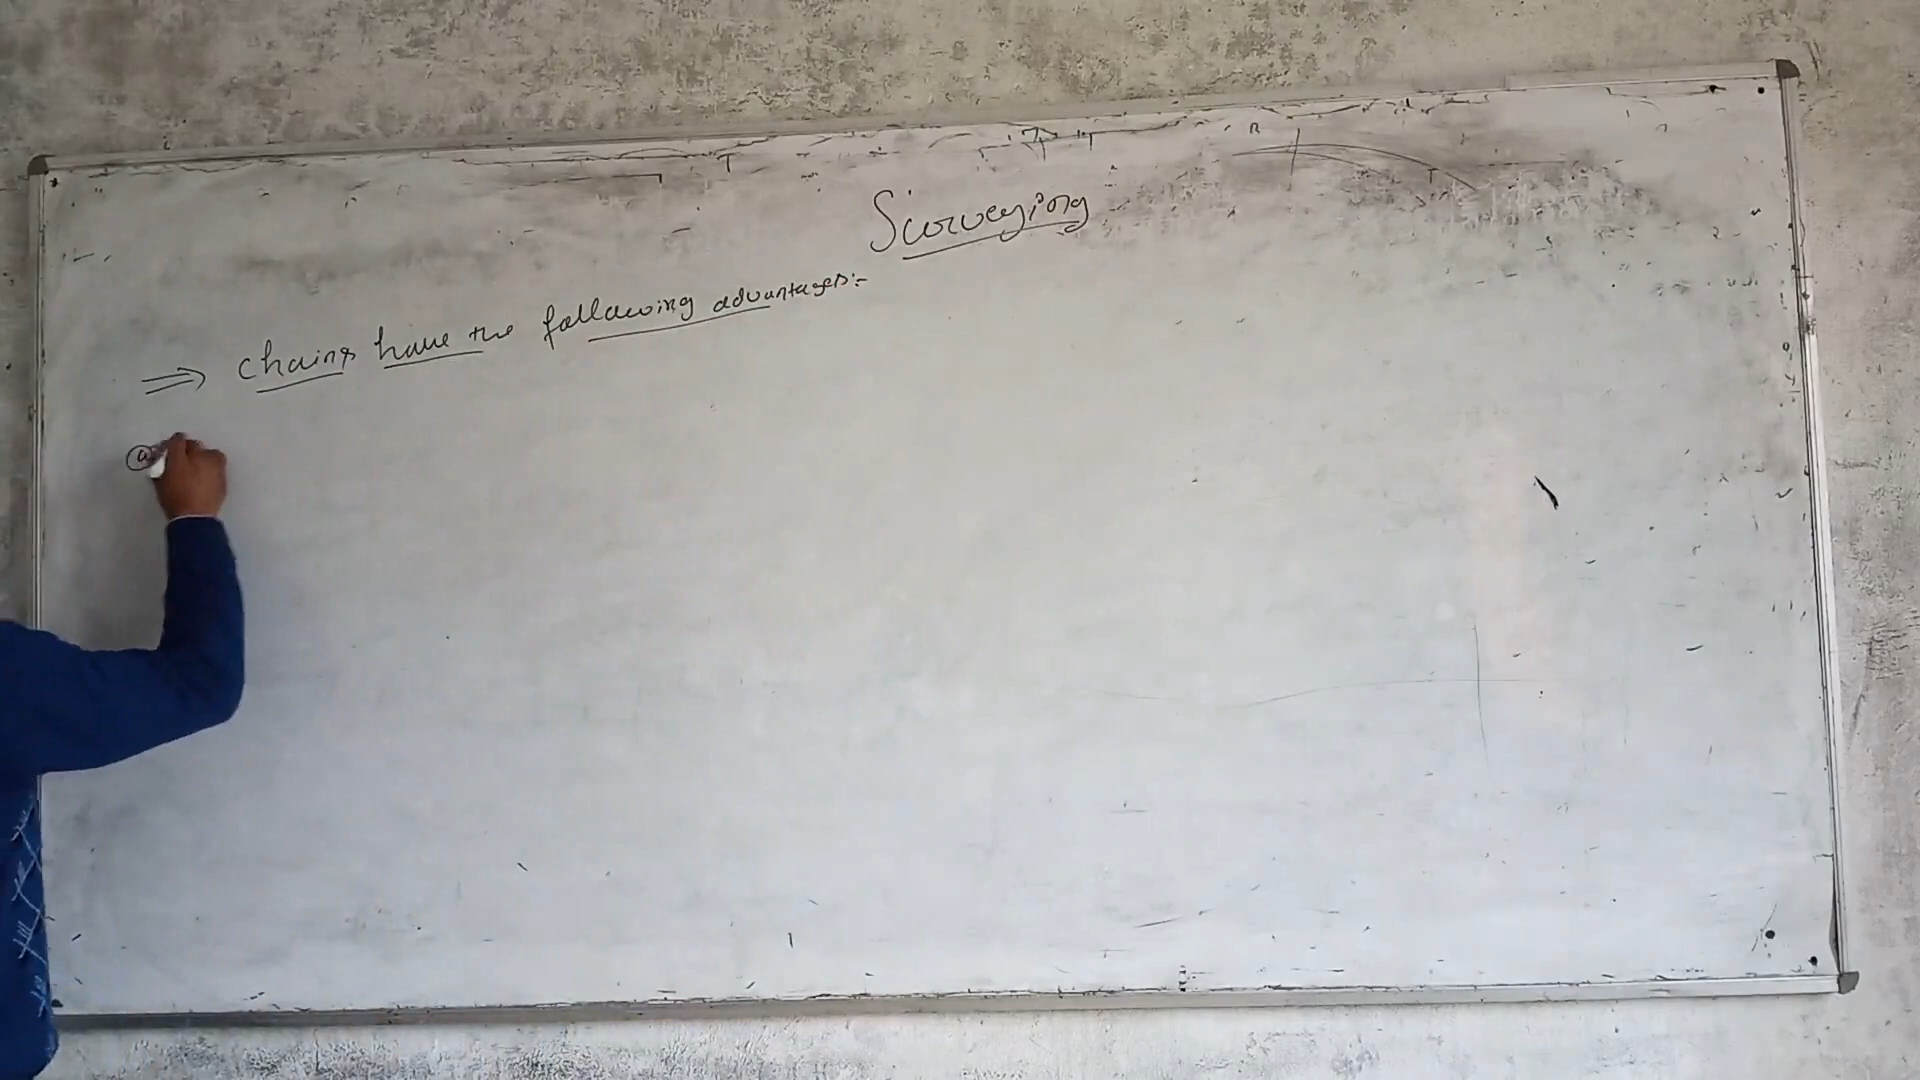 Surveying
⇒ chains have the following advantages:-
ⓐ